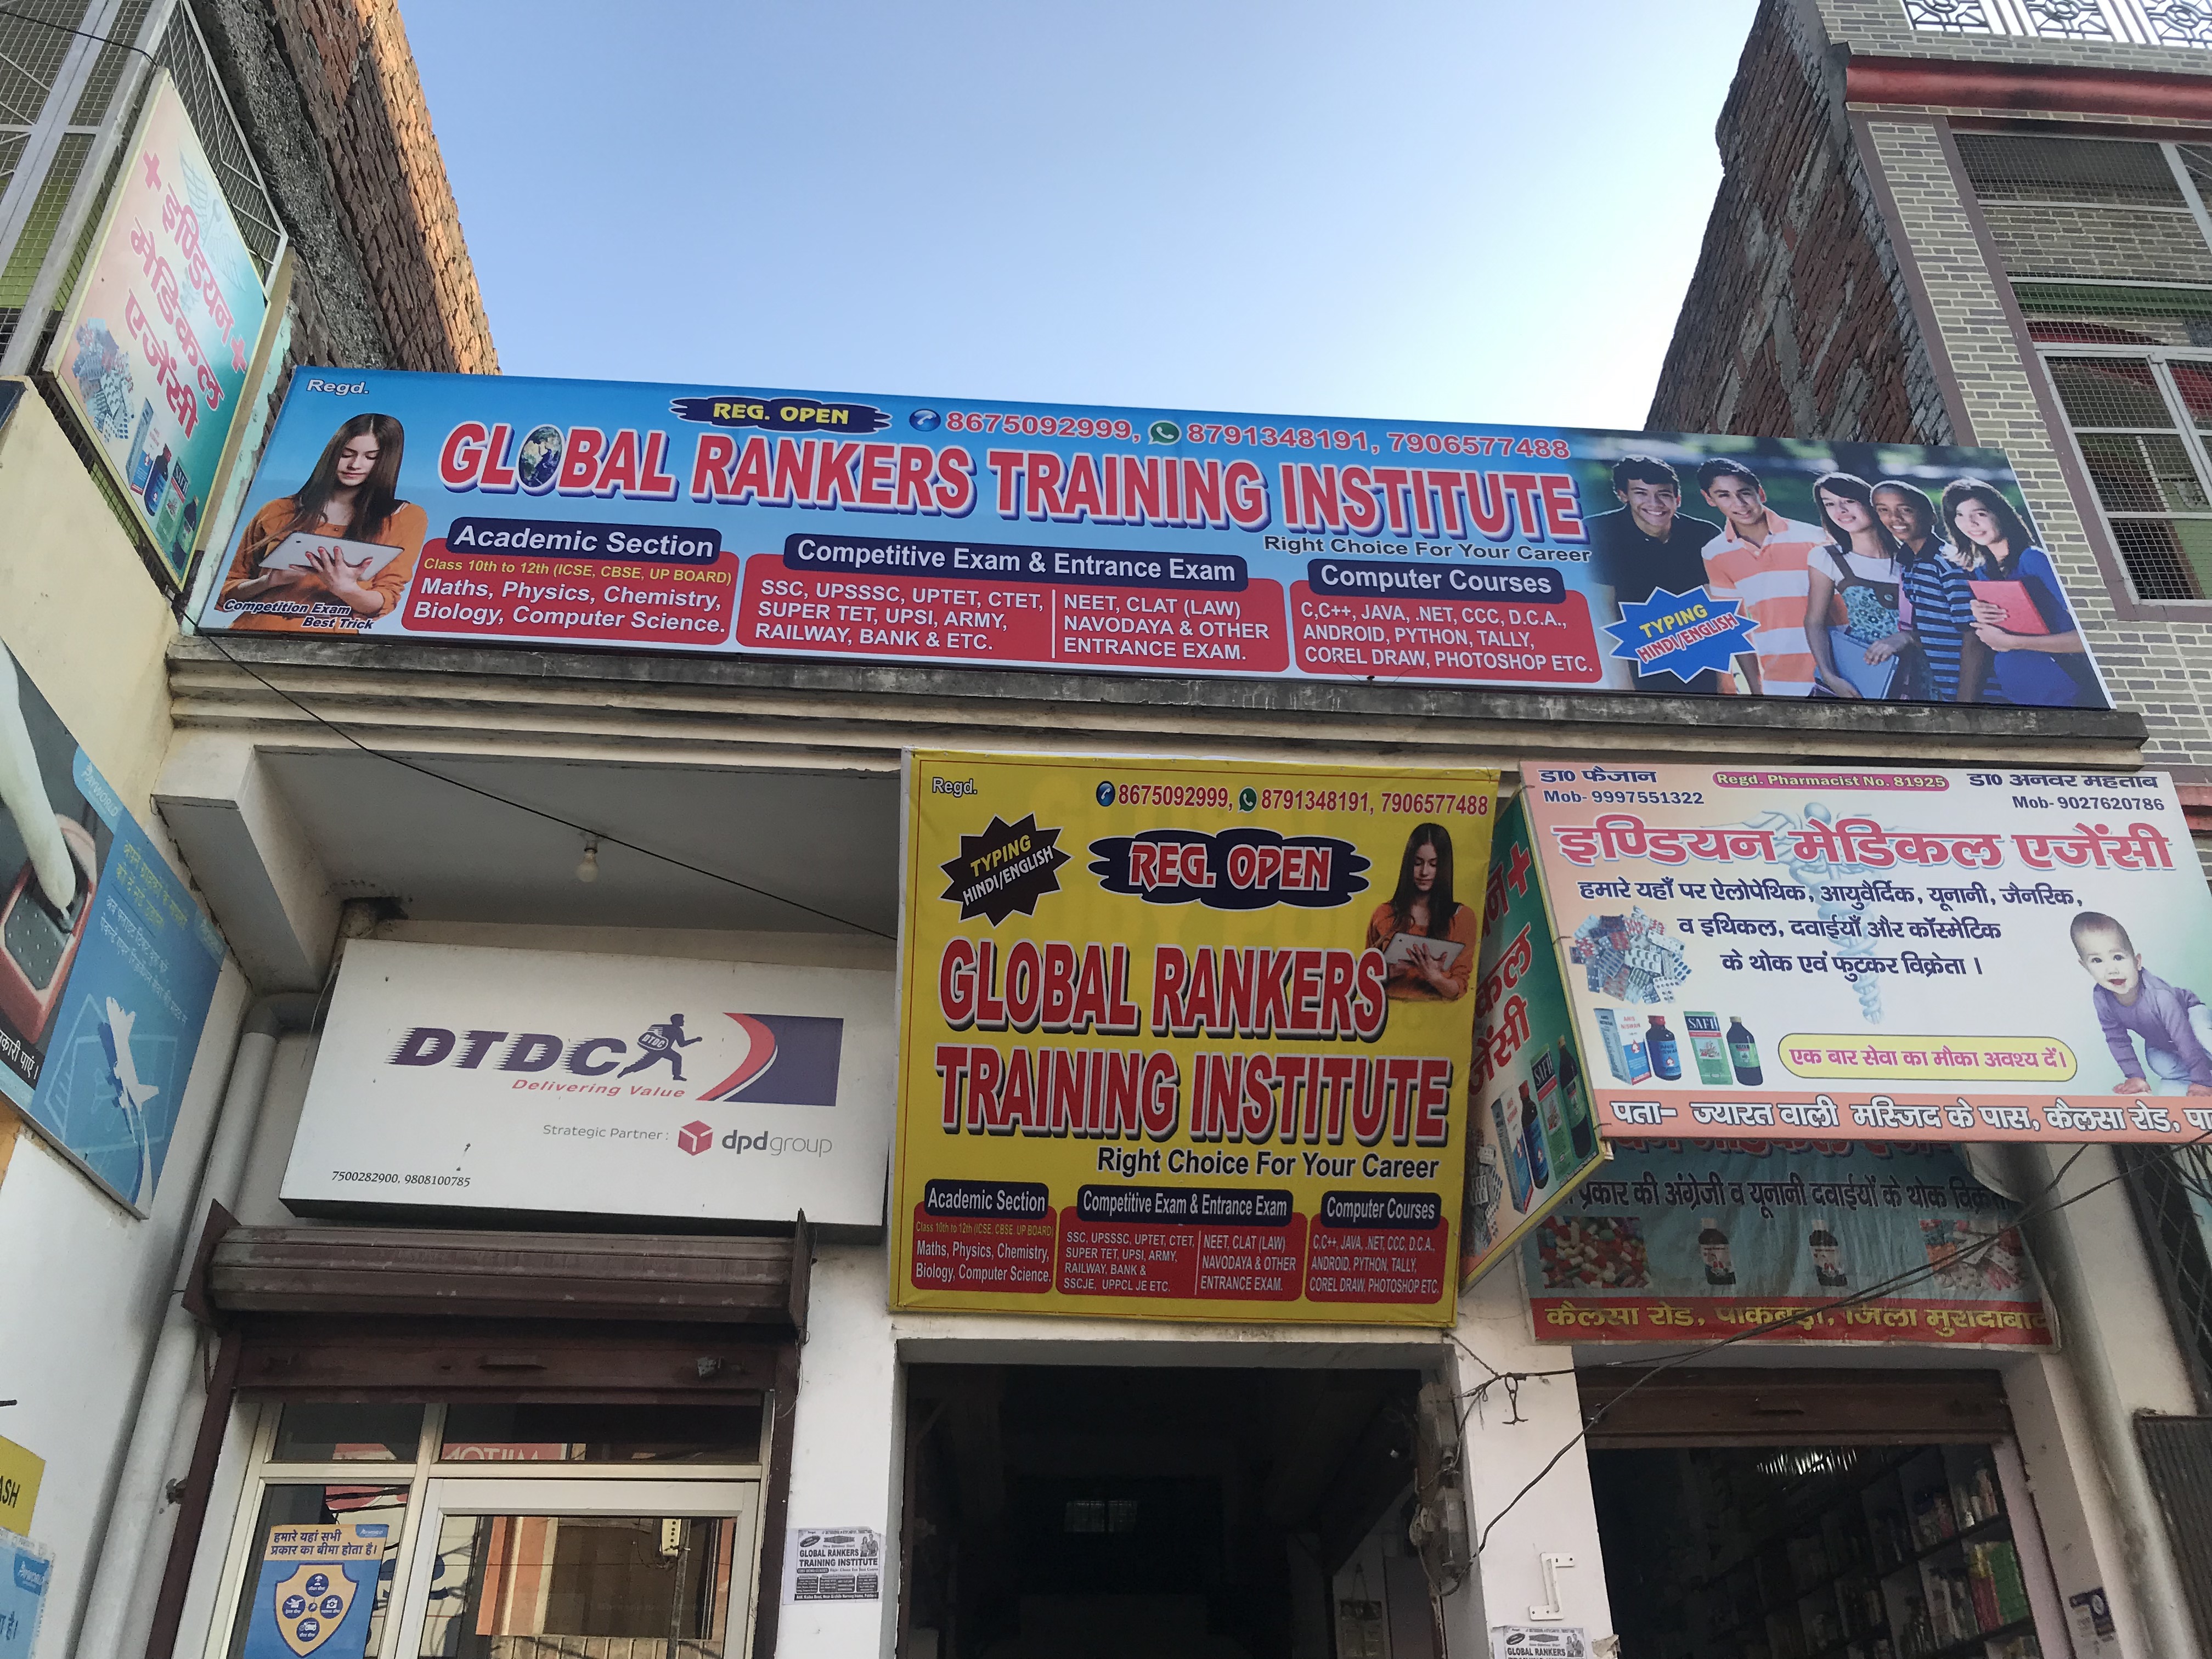 + इण्डियन +
मेडिकल
एजेंसी
Regd.
REG. OPEN
8675092999, 8791348191, 7906577488
GLOBAL RANKERS TRAINING INSTITUTE
Right Choice For Your Career
Competition Exam
Best Trick
Academic Section
Class 10th to 12th (ICSE, CBSE, UP BOARD)
Maths, Physics, Chemistry,
Biology, Computer Science.
Competitive Exam & Entrance Exam
SSC, UPSSSC, UPTET, CTET,
SUPER TET, UPSI, ARMY,
RAILWAY, BANK & ETC.
NEET, CLAT (LAW)
NAVODAYA & OTHER
ENTRANCE EXAM.
Computer Courses
C,C++, JAVA, .NET, CCC, D.C.A.,
ANDROID, PYTHON, TALLY,
COREL DRAW, PHOTOSHOP ETC.
TYPING
HINDI/ENGLISH
DTDC
DTDC
Delivering Value
Strategic Partner : dpdgroup
7500282900, 9808100785
Regd.
8675092999, 8791348191, 7906577488
TYPING
HINDI/ENGLISH
REG. OPEN
GLOBAL RANKERS
TRAINING INSTITUTE
Right Choice For Your Career
Academic Section
Class 10th to 12th (ICSE, CBSE, UP BOARD)
Maths, Physics, Chemistry,
Biology, Computer Science.
Competitive Exam & Entrance Exam
SSC, UPSSSC, UPTET, CTET,
SUPER TET, UPSI, ARMY,
RAILWAY, BANK &
SSCJE, UPPCL JE ETC.
NEET, CLAT (LAW)
NAVODAYA & OTHER
ENTRANCE EXAM.
Computer Courses
C,C++, JAVA, .NET, CCC, D.C.A.,
ANDROID, PYTHON, TALLY,
COREL DRAW, PHOTOSHOP ETC.
डा0 फैजान
Mob- 9997551322
Regd. Pharmacist No. 81925
डा0 अनवर महताब
Mob- 9027620786
इण्डियन मेडिकल एजेंसी
हमारे यहाँ पर ऐलोपेथिक, आयुवैर्दिक, यूनानी, जैनरिक,
व इथिकल, दवाईयाँ और कॉस्मेटिक
के थोक एवं फुटकर विक्रेता ।
SAFI
एक बार सेवा का मौका अवश्य दें।
पता- ज्यारत वाली मस्जिद के पास, कैलसा रोड, पा
प्रकार की अंग्रेजी व यूनानी दवाईयों के थोक
कैलसा रोड, पाकबड़ा, जिला मुरादाबाद
हमारे यहां सभी
प्रकार का बीमा होता है।
GLOBAL RANKERS
TRAINING INSTITUTE
GLOBAL RANKERS